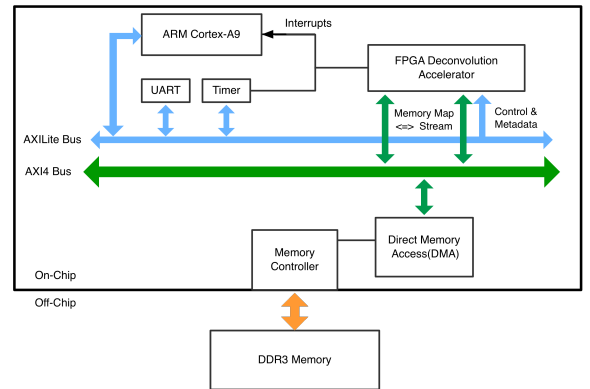 ARM Cortex-A9
Interrupts
FPGA Deconvolution
Accelerator
UART
Timer
Memory Map
<=> Stream
Control &
Metadata
AXILite Bus
AXI4 Bus
Memory
Controller
Direct Memory
Access(DMA)
On-Chip
Off-Chip
DDR3 Memory